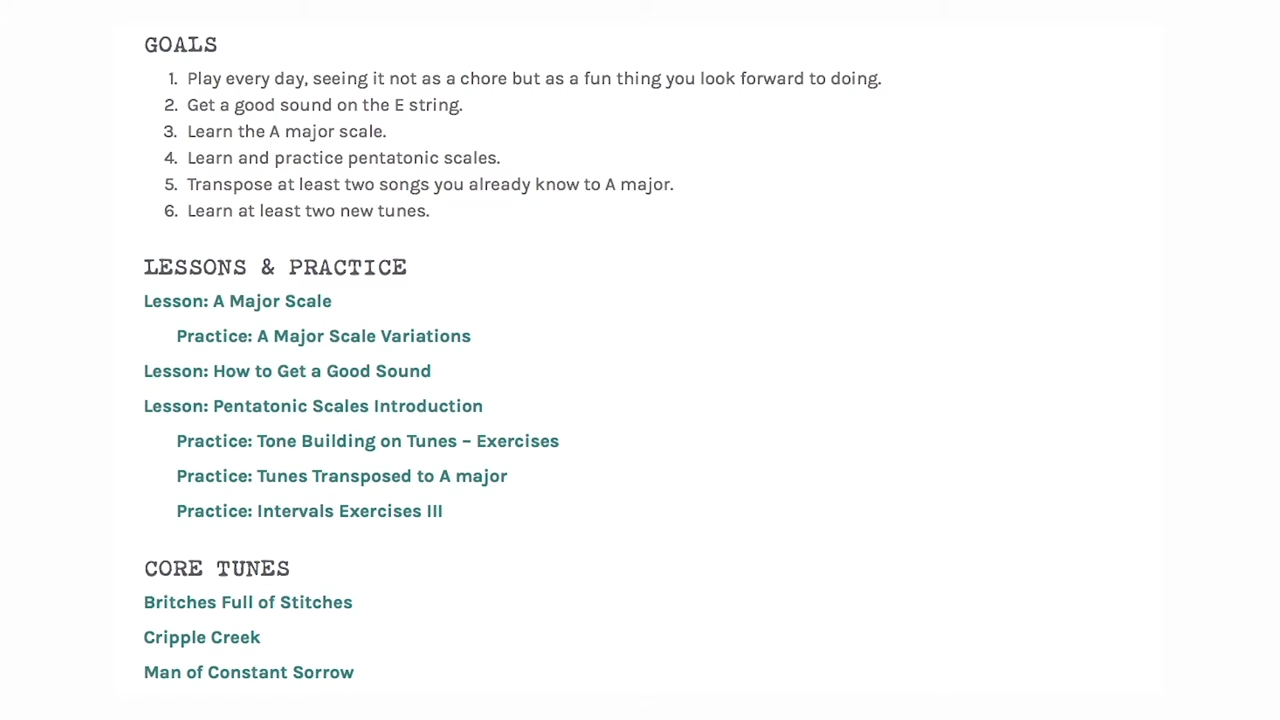 GOALS
1. Play every day, seeing it not as a chore but as a fun thing you look forward to doing.
2. Get a good sound on the E string.
3. Learn the A major scale.
4. Learn and practice pentatonic scales.
5. Transpose at least two songs you already know to A major.
6. Learn at least two new tunes.
LESSONS & PRACTICE
Lesson: A Major Scale
Practice: A Major Scale Variations
Lesson: How to Get a Good Sound
Lesson: Pentatonic Scales Introduction
Practice: Tone Building on Tunes – Exercises
Practice: Tunes Transposed to A major
Practice: Intervals Exercises III
CORE TUNES
Britches Full of Stitches
Cripple Creek
Man of Constant Sorrow